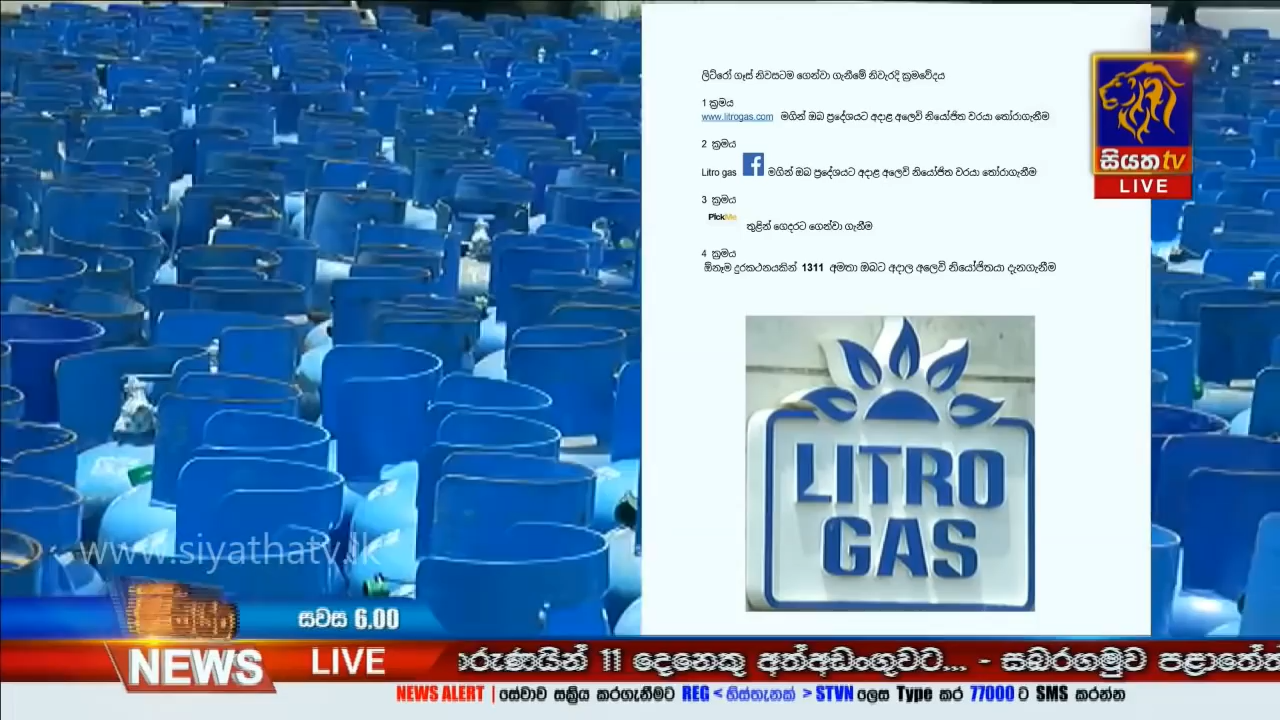 ලිට්රෝ ගෑස් නිවසටම ගෙන්වා ගැනීමේ නිවැරදි ක්‍රමවේදය
1 ක්‍රමය
www.litrogas.com මගින් ඔබ ප්‍රදේශයට අදාළ අලෙවි නියෝජිත වරයා තෝරාගැනීම
2 ක්‍රමය
Litro gas f මගින් ඔබ ප්‍රදේශයට අදාළ අලෙවි නියෝජිත වරයා තෝරාගැනීම
3 ක්‍රමය
PickMe
තුළින් ගෙදරට ගෙන්වා ගැනීම
4 ක්‍රමය
ඕනෑම දුරකථනයකින් 1311 අමතා ඔබට අදාල අලෙවි නියෝජිතයා දැනගැනීම
සියත tv
LIVE
LITRO
GAS
www.siyathatv.lk
සවස 6.00
NEWS LIVE
රුණයින් 11 දෙනෙකු අත්අඩංගුවට... - සබරගමුව පළාතේ
NEWS ALERT | සේවාව සක්‍රිය කරගැනීමට REG < හිස්තැනක් > STVN ලෙස Type කර 77000 ට SMS කරන්න